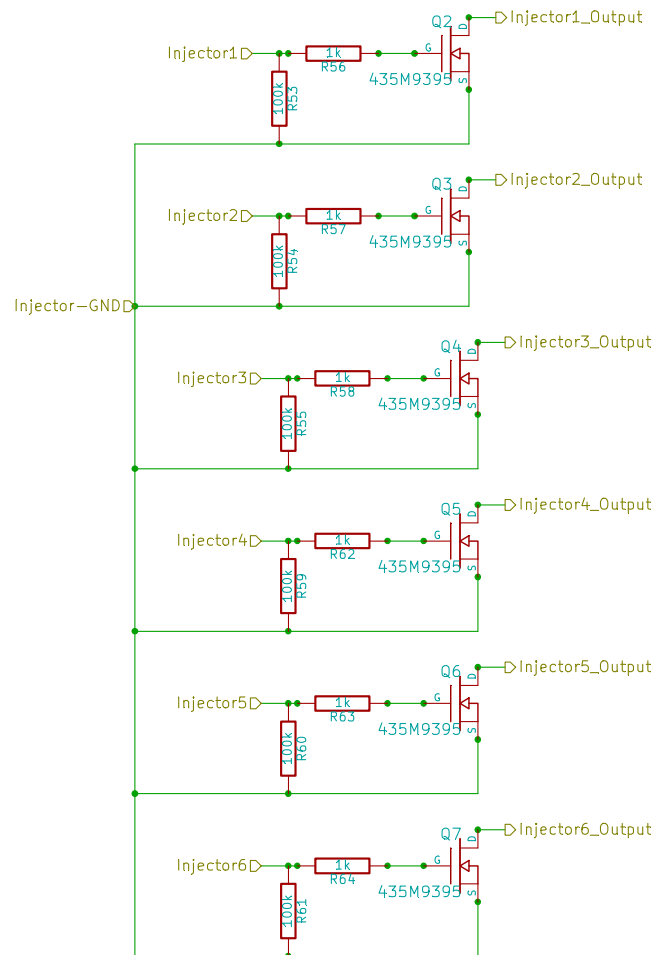 Q2
D
Injector1_Output
Injector1
1k
G
R56
435M9395
S
100k
R53
Q3
D
Injector2_Output
Injector2
1k
G
R57
435M9395
S
100k
R54
Injector-GND
Q4
D
Injector3_Output
Injector3
1k
G
R58
435M9395
S
100k
R55
Q5
D
Injector4_Output
Injector4
1k
G
R62
435M9395
S
100k
R59
Q6
D
Injector5_Output
Injector5
1k
G
R63
435M9395
S
100k
R60
Q7
D
Injector6_Output
Injector6
1k
G
R64
435M9395
S
100k
R61